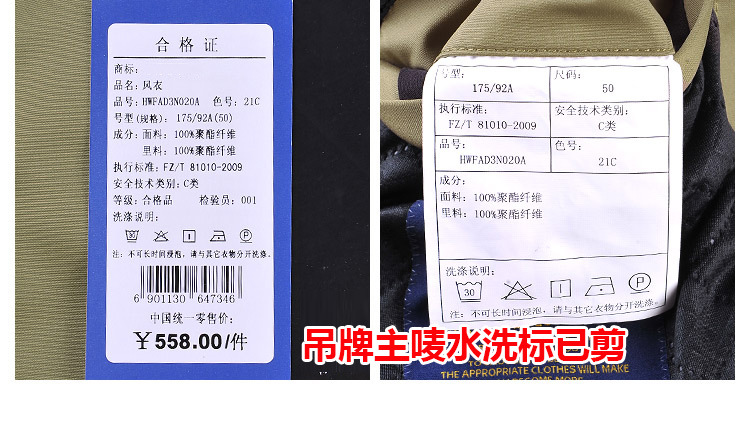 合格证
商标:
品名: 风衣
品号: HWFAD3N020A 色号: 21C
号型(规格): 175/92A(50)
成分: 面料: 100%聚酯纤维
里料: 100%聚酯纤维
执行标准: FZ/T 81010-2009
安全技术类别: C类
等级: 合格品 检验员: 001
洗涤说明:
30 P
注: 不可长时间浸泡, 请与其它衣物分开洗涤.
6 901130 647346
中国统一零售价:
¥558.00/件
号型: 尺码:
175/92A 50
执行标准: 安全技术类别:
FZ/T 81010-2009 C类
品号: 色号:
HWFAD3N020A 21C
成分:
面料: 100%聚酯纤维
里料: 100%聚酯纤维
洗涤说明:
30 P
注: 不可长时间浸泡, 请与其它衣物分开洗涤.
吊牌主唛水洗标已剪
THE APPROPRIATE CLOTHES WILL MAKE